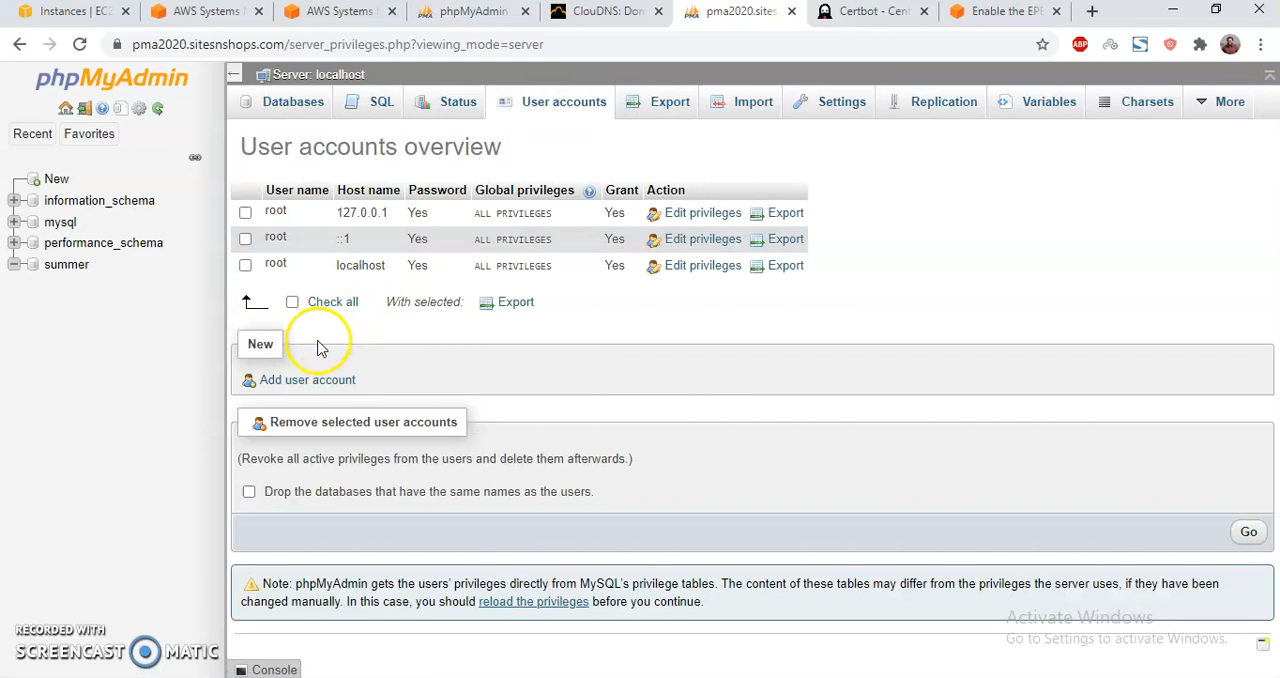 Instances | EC2
AWS Systems
AWS Systems
phpMyAdmin
ClouDNS: Don
pma2020.sites
Certbot - Cent
Enable the EPE
pma2020.sitesnshops.com/server_privileges.php?viewing_mode=server
ABP
phpMyAdmin
Recent Favorites
New
information_schema
mysql
performance_schema
summer
Server: localhost
Databases SQL Status User accounts Export Import Settings Replication Variables Charsets More
User accounts overview
User name Host name Password Global privileges Grant Action
root 127.0.0.1 Yes ALL PRIVILEGES Yes Edit privileges Export
root ::1 Yes ALL PRIVILEGES Yes Edit privileges Export
root localhost Yes ALL PRIVILEGES Yes Edit privileges Export
Check all With selected: Export
New
Add user account
Remove selected user accounts
(Revoke all active privileges from the users and delete them afterwards.)
Drop the databases that have the same names as the users.
Go
Note: phpMyAdmin gets the users' privileges directly from MySQL's privilege tables. The content of these tables may differ from the privileges the server uses, if they have been
changed manually. In this case, you should reload the privileges before you continue.
Activate Windows
Go to Settings to activate Windows.
RECORDED WITH
SCREENCAST MATIC
Console